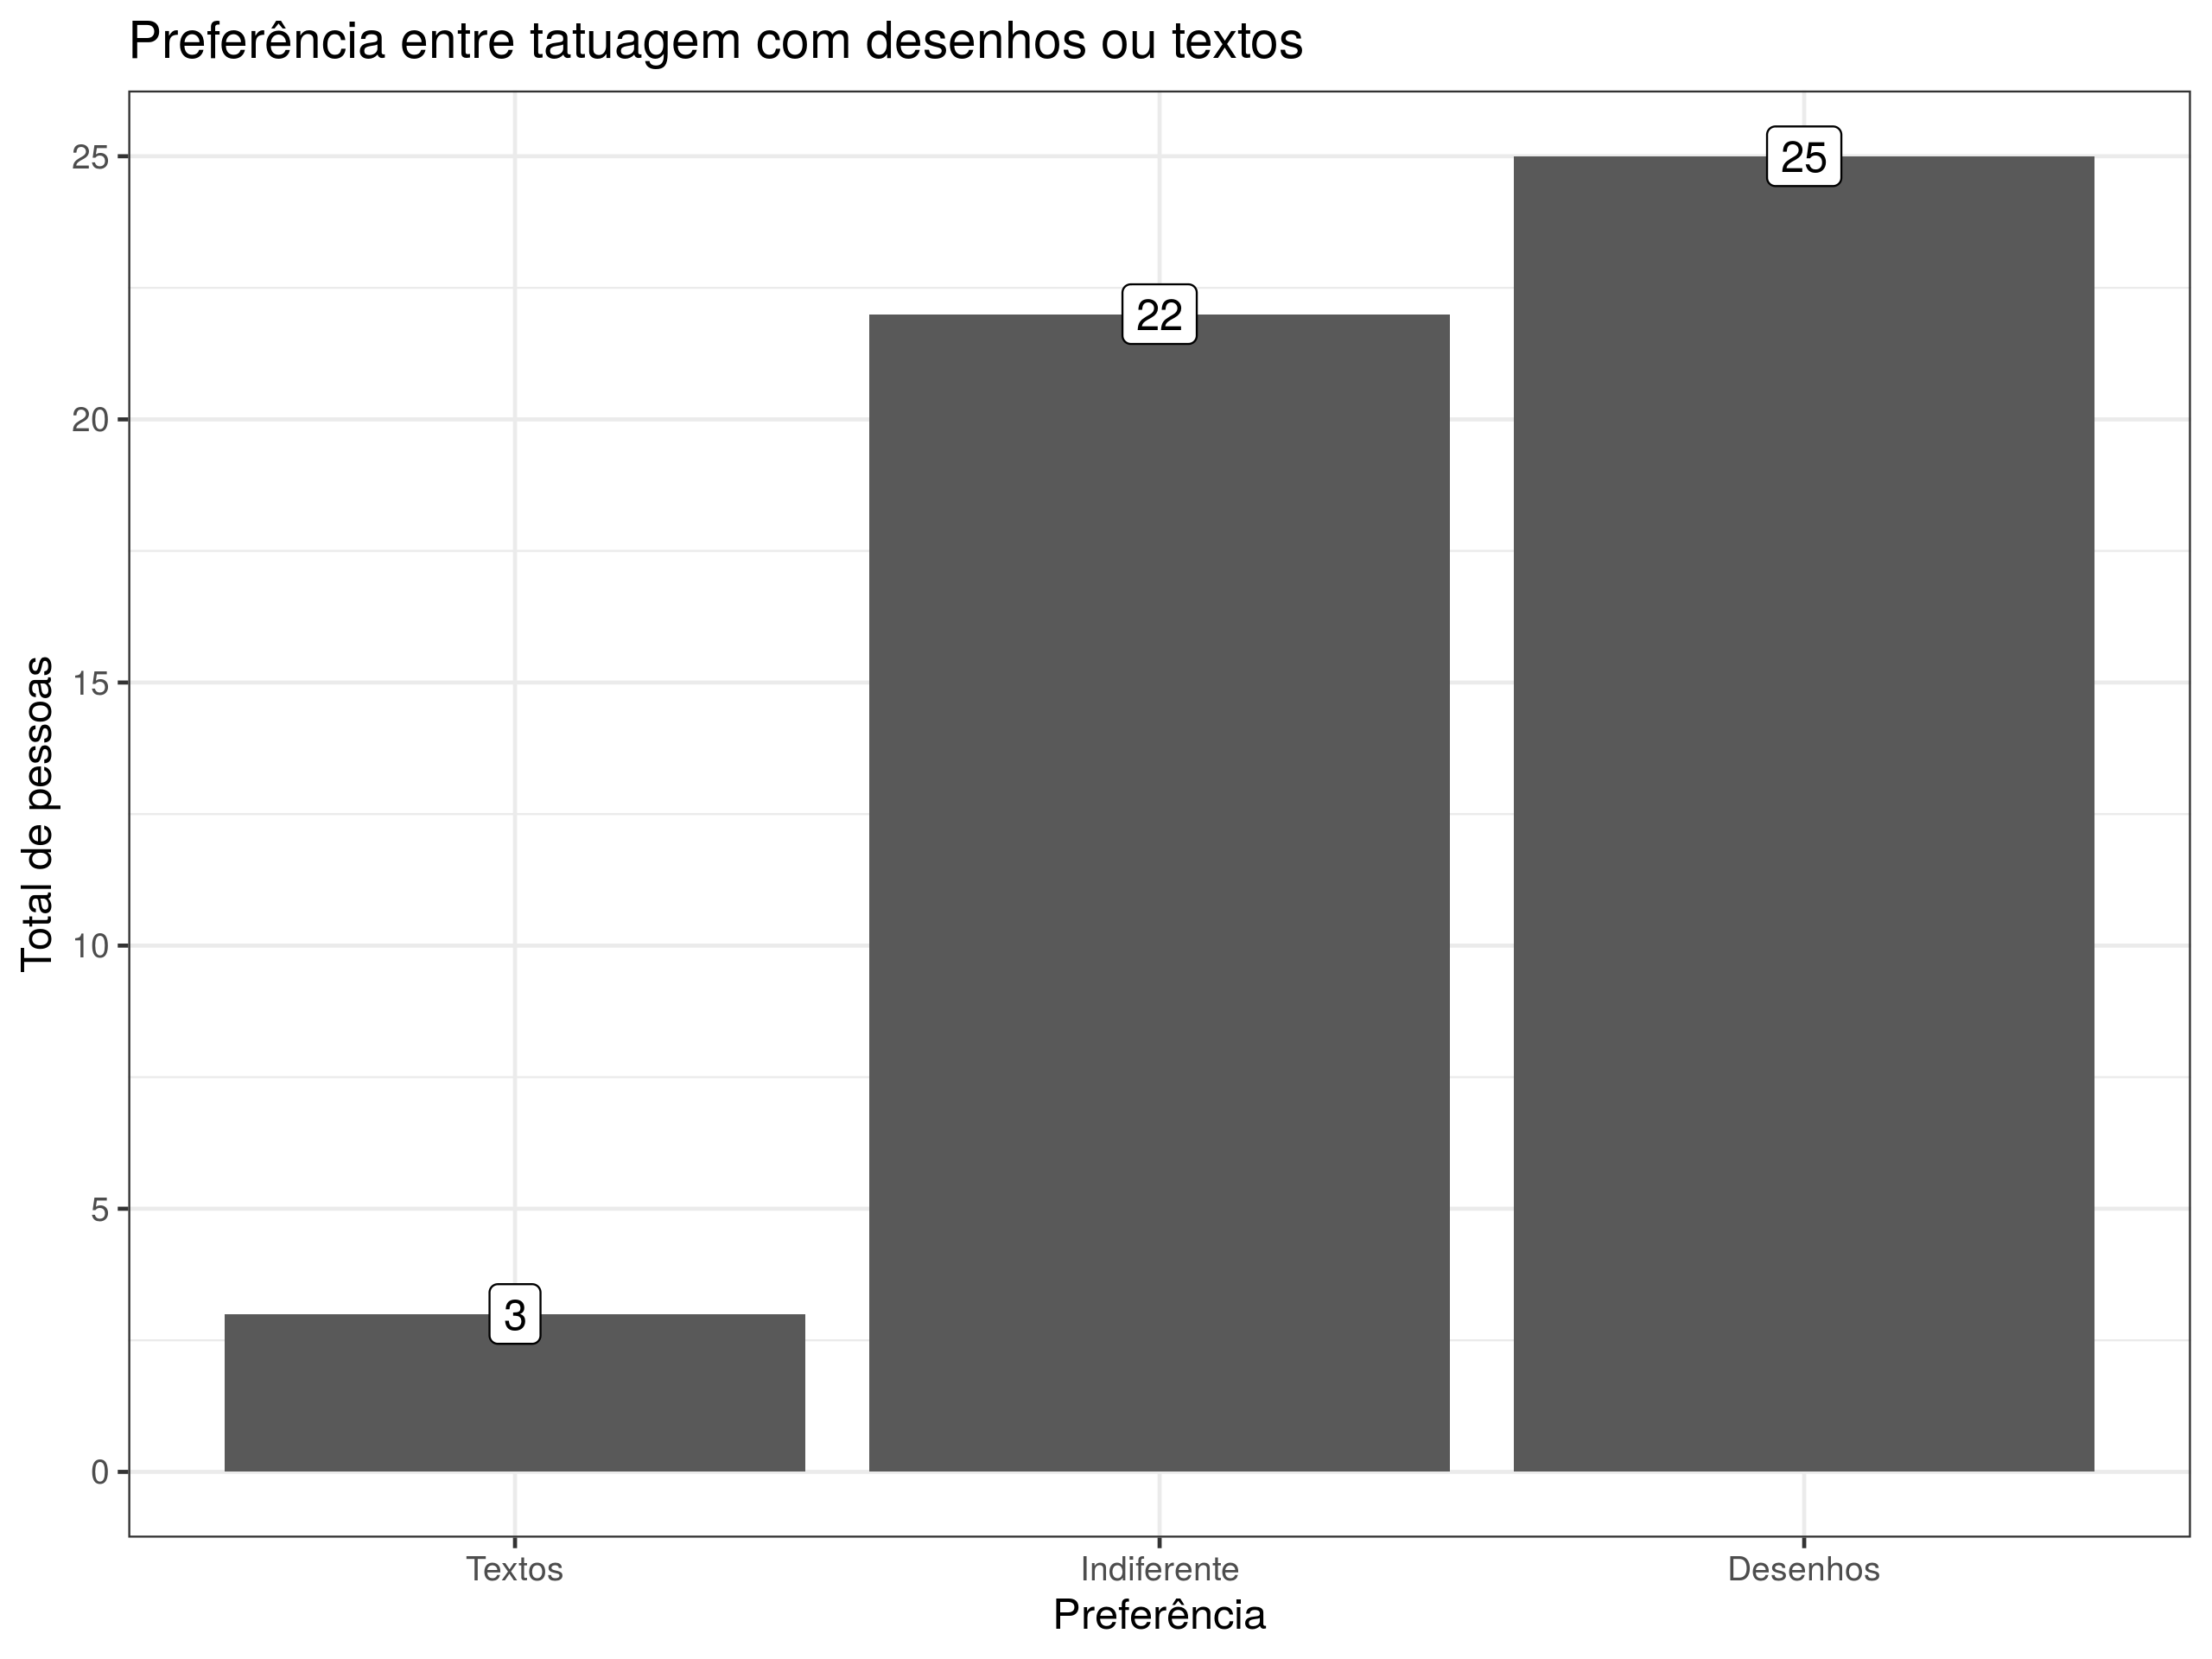 Preferência entre tatuagem com desenhos ou textos
Total de pessoas
25
20
15
10
5
0
3
22
25
Textos
Indiferente
Desenhos
Preferência